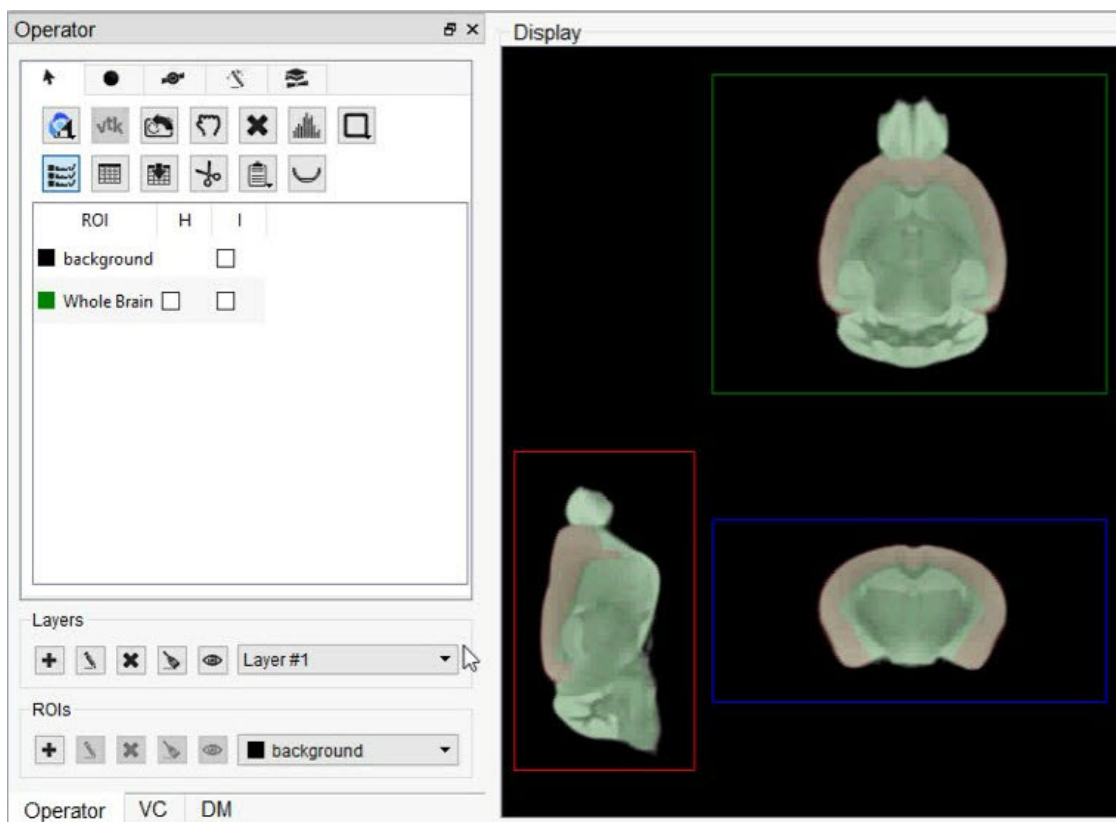 Operator
Display
vtk
ROI H I
background
Whole Brain
Layers
Layer #1
ROIs
background
Operator VC DM